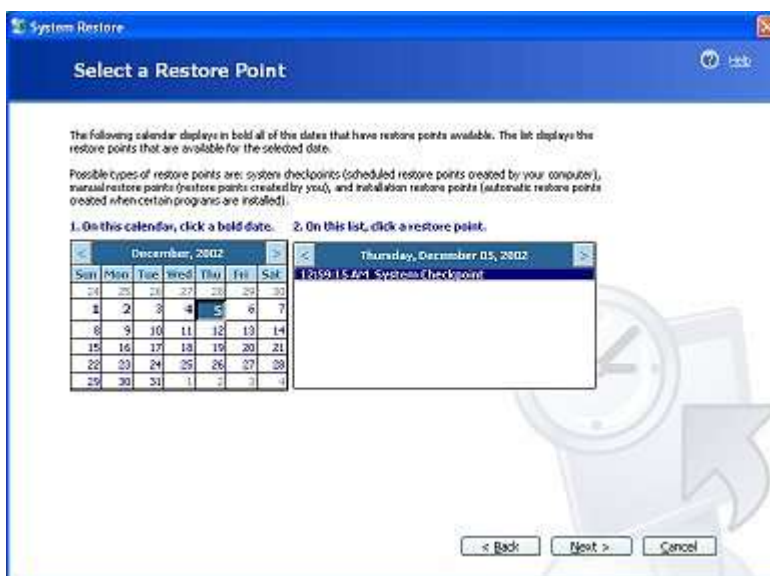 System Restore
Select a Restore Point
Help
The following calendar displays in bold all of the dates that have restore points available. The list displays the
restore points that are available for the selected date.
Possible types of restore points are: system checkpoints (scheduled restore points created by your computer),
manual restore points (restore points created by you), and installation restore points (automatic restore points
created when certain programs are installed).
1. On this calendar, click a bold date. 2. On this list, click a restore point.
< December, 2002 > < Thursday, December 05, 2002 >
Sun Mon Tue Wed Thu Fri Sat 12:59:15 AM System Checkpoint
24 25 26 27 28 29 30
1 2 3 4 5 6 7
8 9 10 11 12 13 14
15 16 17 18 19 20 21
22 23 24 25 26 27 28
29 30 31 1 2 3 4
< Back Next > Cancel